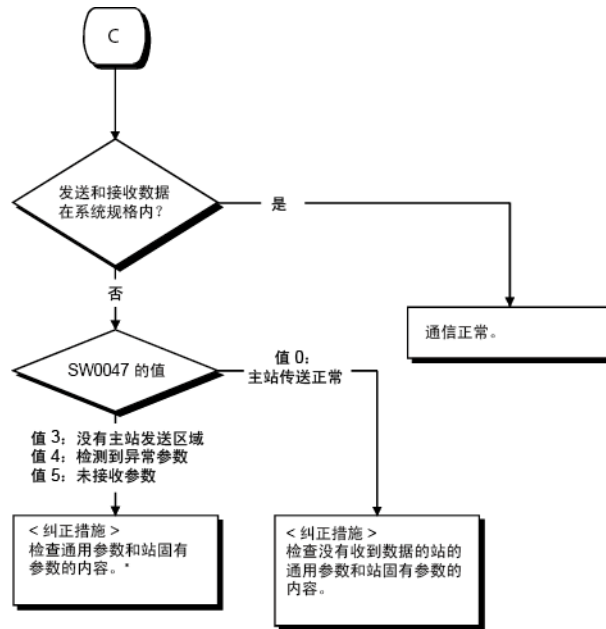 C
发送和接收数据
在系统规格内?
是
否
通信正常。
SW0047 的值
值 0:
主站传送正常
值 3: 没有主站发送区域
值 4: 检测到异常参数
值 5: 未接收参数
< 纠正措施 >
检查通用参数和站固有
参数的内容。*
< 纠正措施 >
检查没有收到数据的站的
通用参数和站固有参数的
内容。